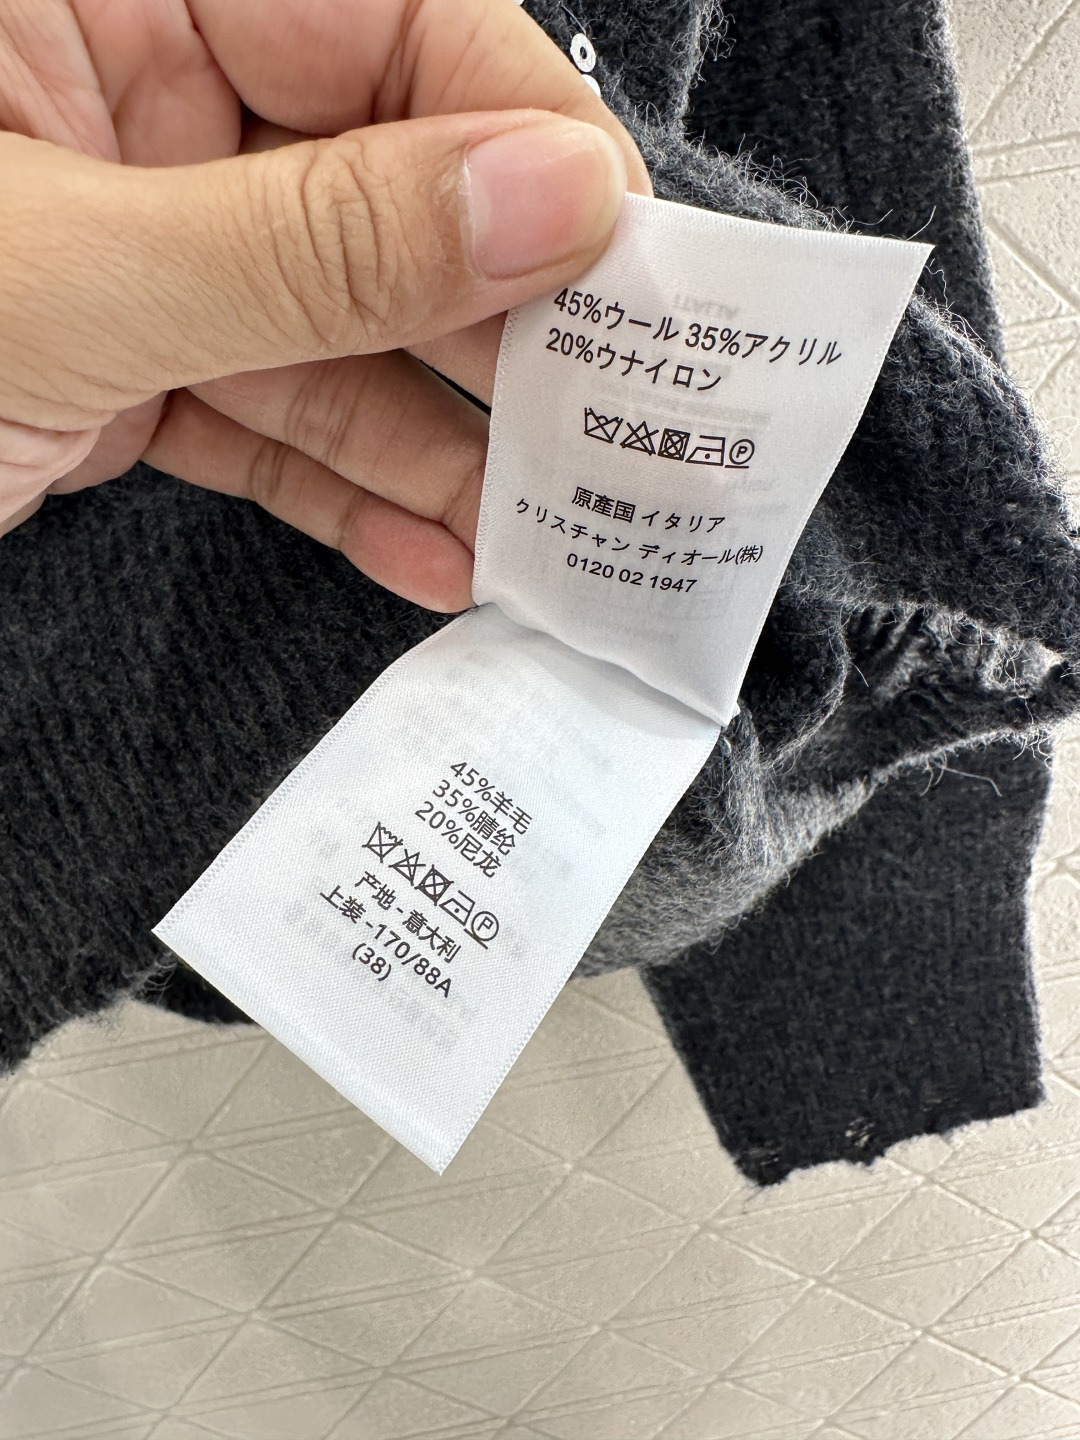 45%ウール 35%アクリル
20%ウナイロン
P
原產国 イタリア
クリスチャン ディオール(株)
0120 02 1947
45%羊毛
35%腈纶
20%尼龙
P
产地 - 意大利
上装 -170/88A
(38)